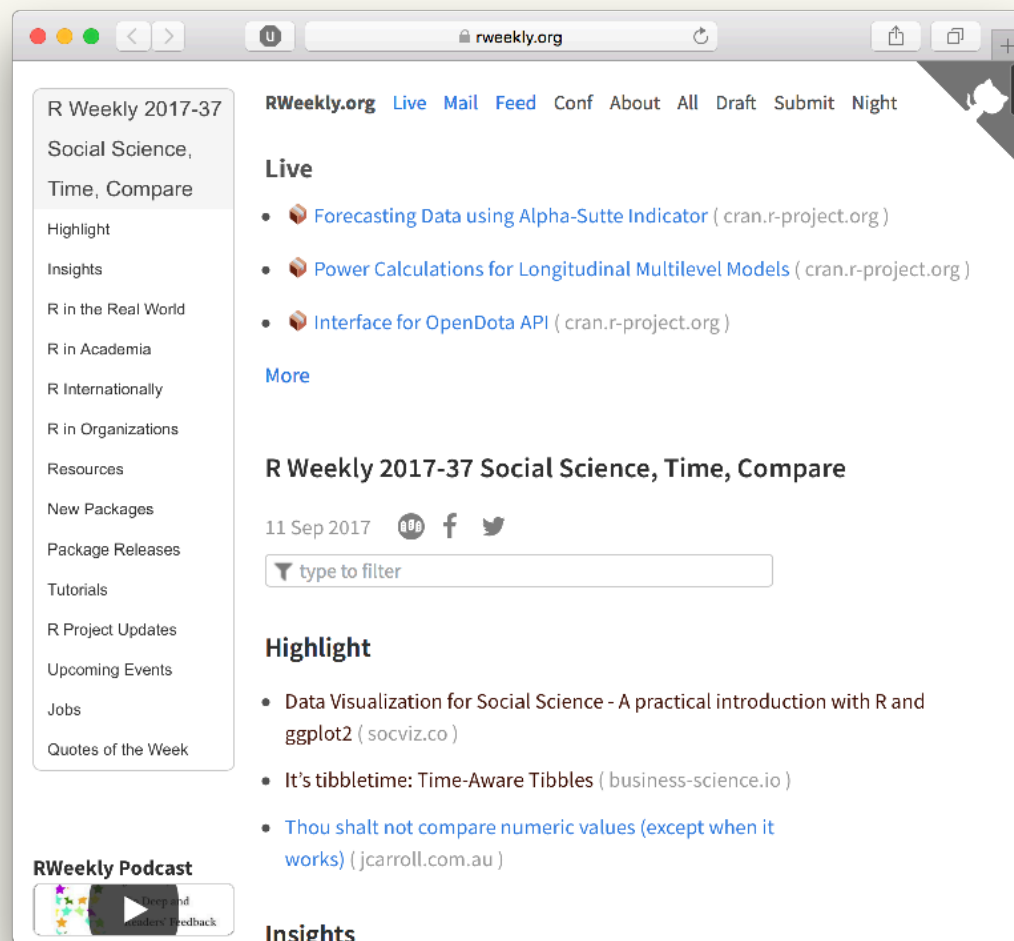 rweekly.org
R Weekly 2017-37
Social Science,
Time, Compare
Highlight
Insights
R in the Real World
R in Academia
R Internationally
R in Organizations
Resources
New Packages
Package Releases
Tutorials
R Project Updates
Upcoming Events
Jobs
Quotes of the Week
RWeekly Podcast
Deep and
Readers' Feedback
RWeekly.org Live Mail Feed Conf About All Draft Submit Night
Live
Forecasting Data using Alpha-Sutte Indicator ( cran.r-project.org )
Power Calculations for Longitudinal Multilevel Models ( cran.r-project.org )
Interface for OpenDota API ( cran.r-project.org )
More
R Weekly 2017-37 Social Science, Time, Compare
11 Sep 2017
type to filter
Highlight
Data Visualization for Social Science - A practical introduction with R and
ggplot2 ( socviz.co )
It's tibbletime: Time-Aware Tibbles ( business-science.io )
Thou shalt not compare numeric values (except when it
works) ( jcarroll.com.au )
Insights